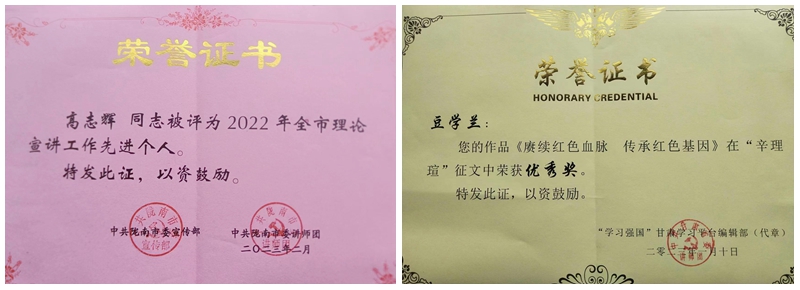 荣誉证书
高志辉 同志被评为2022年全市理论
宣讲工作先进个人。
特发此证，以资鼓励。
中共陇南市委宣传部 中共陇南市委讲师团
二〇二三年二月
荣誉证书
HONORARY CREDENTIAL
豆学兰：
您的作品《赓续红色血脉 传承红色基因》在“辛理
瑄”征文中荣获优秀奖。
特发此证，以资鼓励。
“学习强国”甘肃学习平台编辑部（代章）
月十日